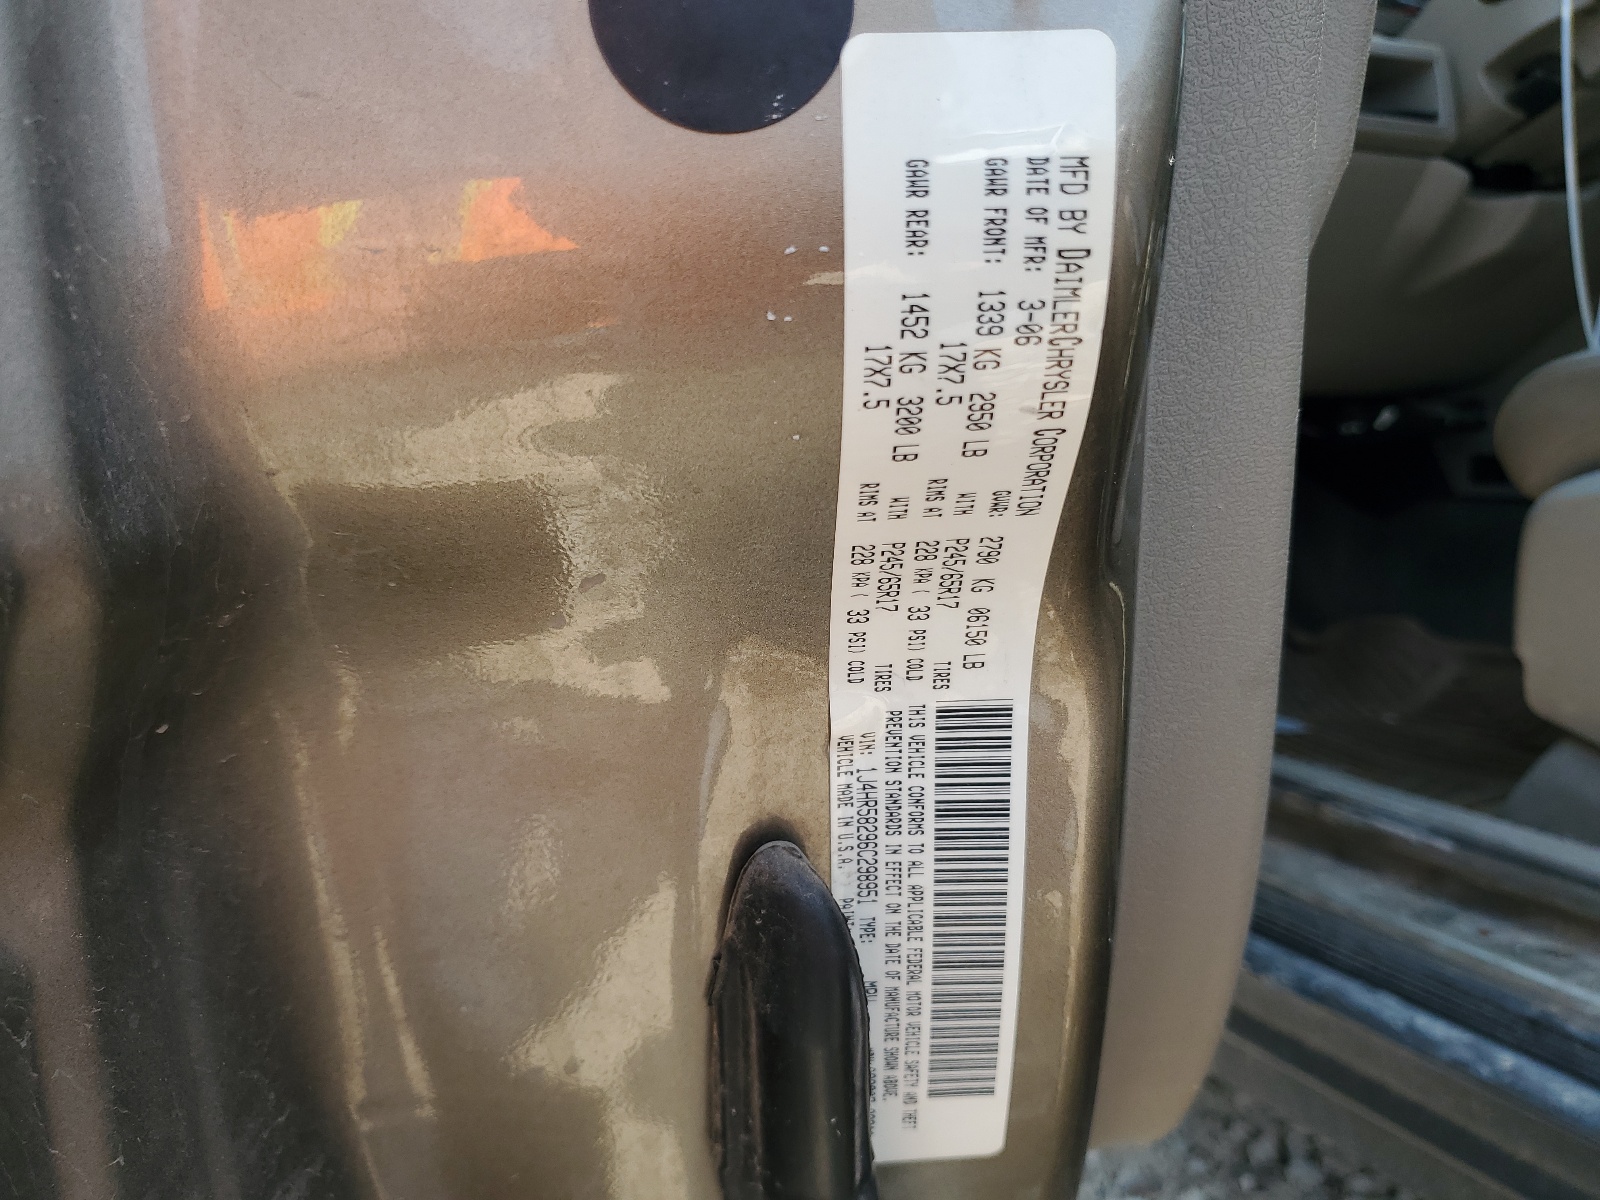 MFD BY DAIMLERCHRYSLER CORPORATION
DATE OF MFR: 3-06 GVWR: 2790 KG 06150 LB
GAWR FRONT: 1339 KG 2950 LB WITH P245/65R17 TIRES
17X7.5 RIMS AT 228 KPA ( 33 PSI) COLD
GAWR REAR: 1452 KG 3200 LB WITH P245/65R17 TIRES
17X7.5 RIMS AT 228 KPA ( 33 PSI) COLD
THIS VEHICLE CONFORMS TO ALL APPLICABLE FEDERAL MOTOR VEHICLE SAFETY AND THEFT
PREVENTION STANDARDS IN EFFECT ON THE DATE OF MANUFACTURE SHOWN ABOVE.
VIN: 1J4HR58296C298951 TYPE: MPV
VEHICLE MADE IN U.S.A.